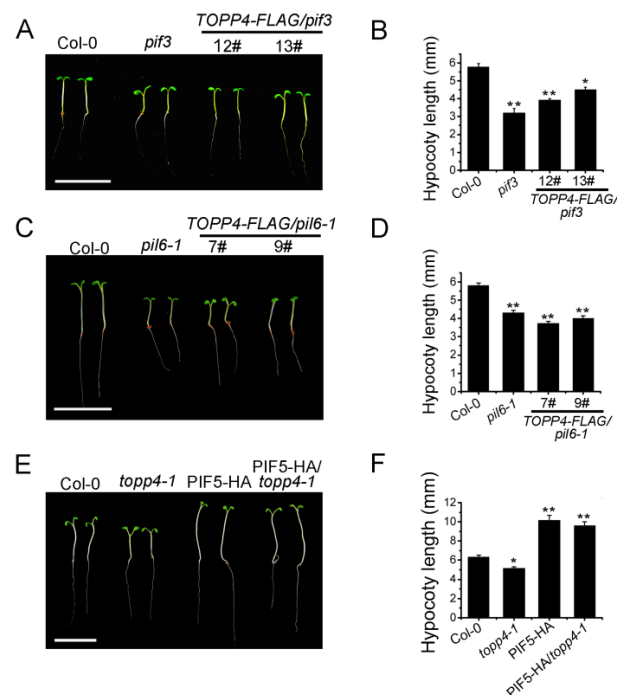 A
Col-0 pif3 TOPP4-FLAG/pif3
12# 13#
B
Hypocoty length (mm)
6
5
4
3
2
1
0
**
**
*
Col-0 pif3 12# 13#
TOPP4-FLAG/
pif3
C
Col-0 pil6-1 TOPP4-FLAG/pil6-1
7# 9#
D
Hypocoty length (mm)
6
5
4
3
2
1
0
**
**
**
Col-0 pil6-1 7# 9#
TOPP4-FLAG/
pil6-1
E
Col-0 topp4-1 PIF5-HA PIF5-HA/
topp4-1
F
Hypocoty length (mm)
12
10
8
6
4
2
0
*
**
**
Col-0 topp4-1 PIF5-HA PIF5-HA/topp4-1